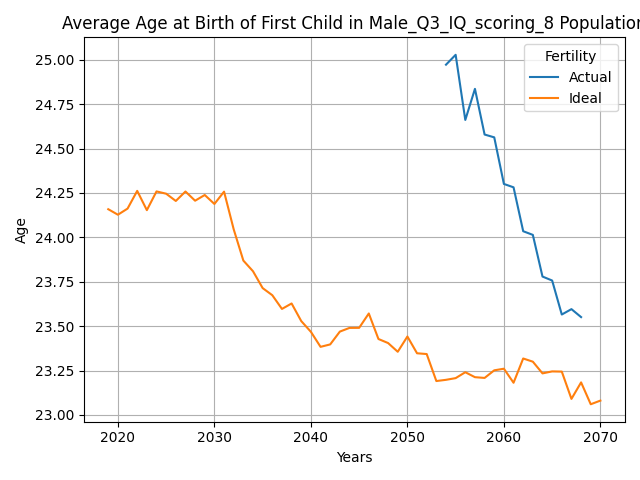 Average Age at Birth of First Child in Male_Q3_IQ_scoring_8 Population
Fertility
Actual
Ideal
25.00
24.75
24.50
24.25
24.00
23.75
23.50
23.25
23.00
Age
2020 2030 2040 2050 2060 2070
Years